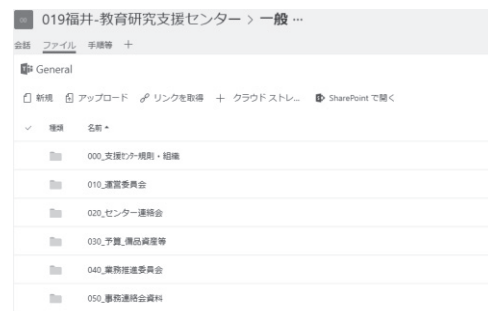 019福井-教育研究支援センター > 一般 …
会話 ファイル 手順等 +
General
新規 アップロード リンクを取得 + クラウド ストレ... SharePoint で開く
種類 名前
000_支援ｾﾝﾀｰ規則・組織
010_運営委員会
020_センター連絡会
030_予算_備品資産等
040_業務推進委員会
050_事務連絡会資料